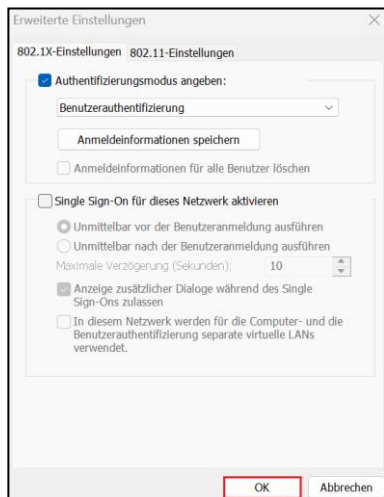 Erweiterte Einstellungen
802.1X-Einstellungen 802.11-Einstellungen
Authentifizierungsmodus angeben:
Benutzerauthentifizierung
Anmeldeinformationen speichern
Anmeldeinformationen für alle Benutzer löschen
Single Sign-On für dieses Netzwerk aktivieren
Unmittelbar vor der Benutzeranmeldung ausführen
Unmittelbar nach der Benutzeranmeldung ausführen
Maximale Verzögerung (Sekunden): 10
Anzeige zusätzlicher Dialoge während des Single
Sign-Ons zulassen
In diesem Netzwerk werden für die Computer- und die
Benutzerauthentifizierung separate virtuelle LANs
verwendet.
OK Abbrechen